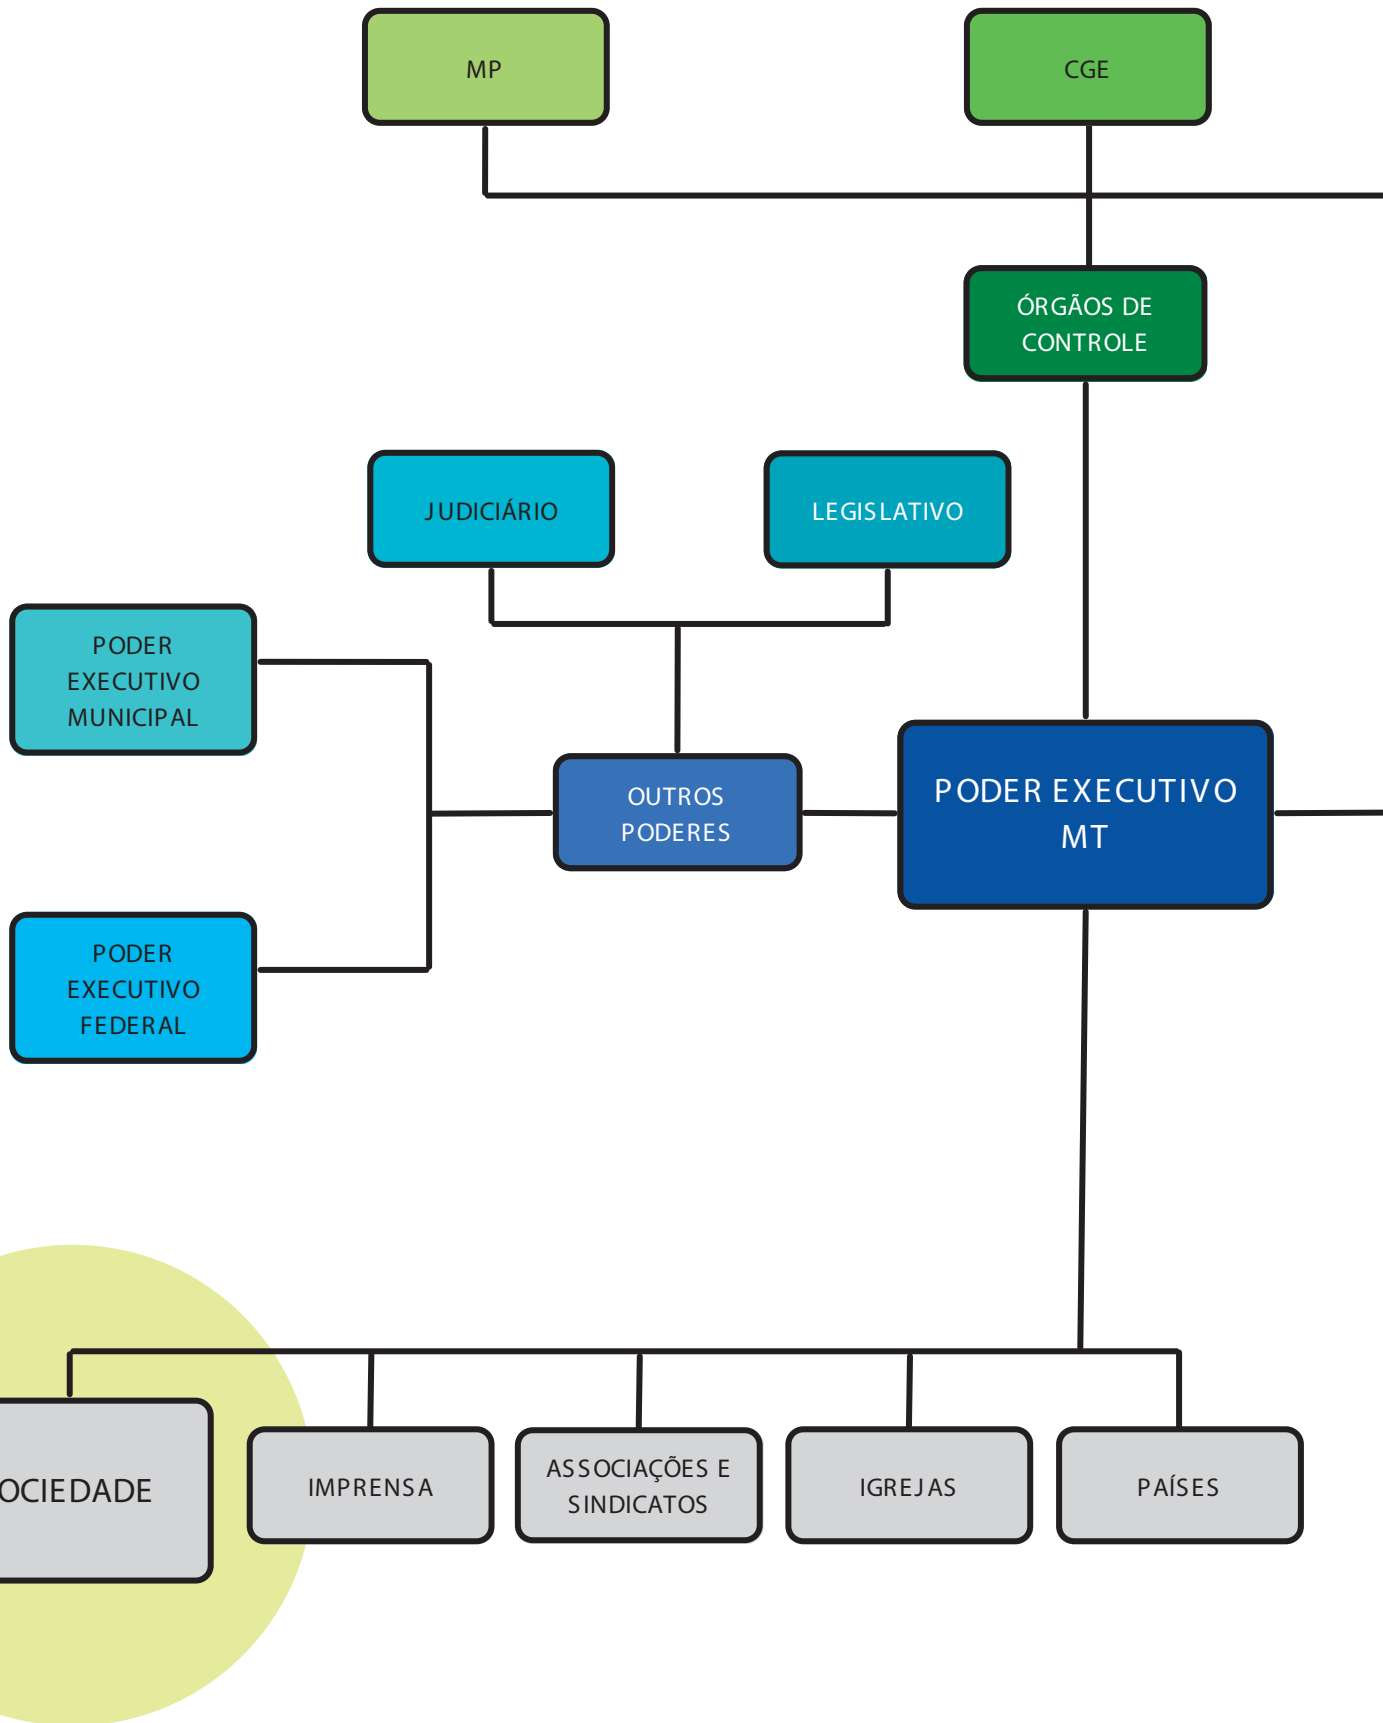 MP
CGE
ÓRGÃOS DE
CONTROLE
JUDICIÁRIO
LEGISLATIVO
PODER
EXECUTIVO
MUNICIPAL
OUTROS
PODERES
PODER EXECUTIVO
MT
PODER
EXECUTIVO
FEDERAL
OCIEDADE
IMPRENSA
ASSOCIAÇÕES E
SINDICATOS
IGREJAS
PAÍSES